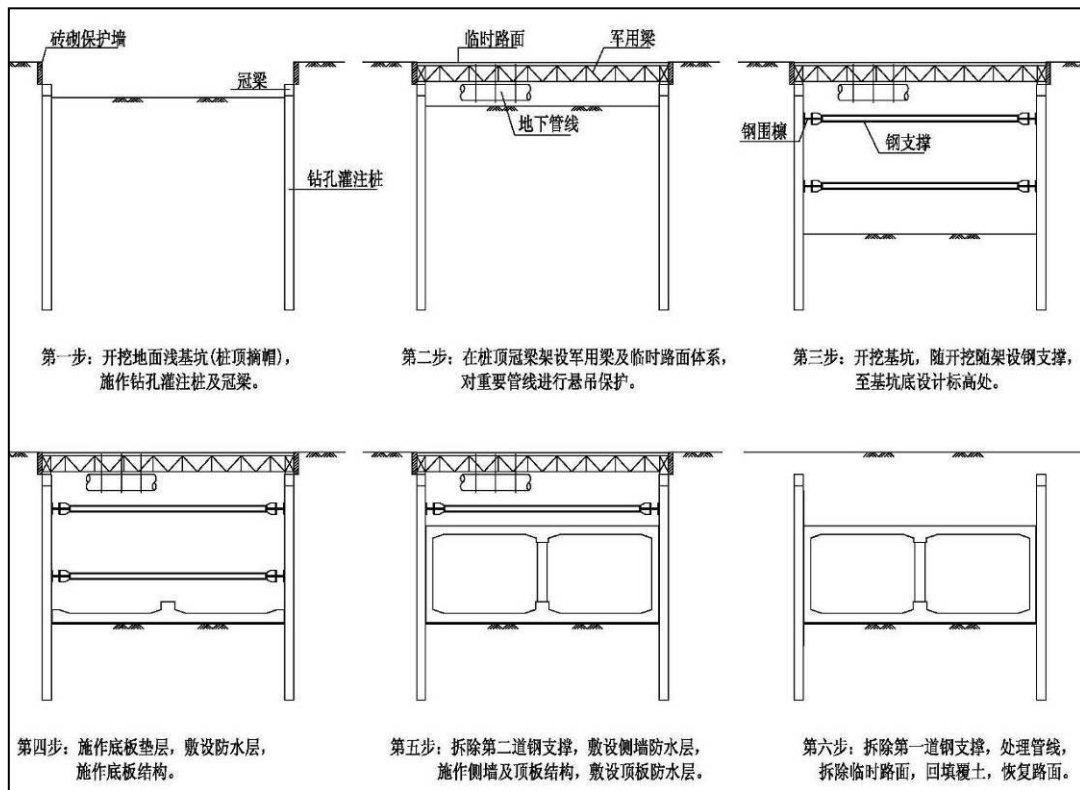 砖砌保护墙
冠梁
钻孔灌注桩
第一步：开挖地面浅基坑(桩顶摘帽)，
施作钻孔灌注桩及冠梁。
临时路面
军用梁
地下管线
第二步：在桩顶冠梁架设军用梁及临时路面体系，
对重要管线进行悬吊保护。
钢围檩
钢支撑
第三步：开挖基坑，随开挖随架设钢支撑，
至基坑底设计标高处。
第四步：施作底板垫层，敷设防水层，
施作底板结构。
第五步：拆除第二道钢支撑，敷设侧墙防水层，
施作侧墙及顶板结构，敷设顶板防水层。
第六步：拆除第一道钢支撑，处理管线，
拆除临时路面，回填覆土，恢复路面。